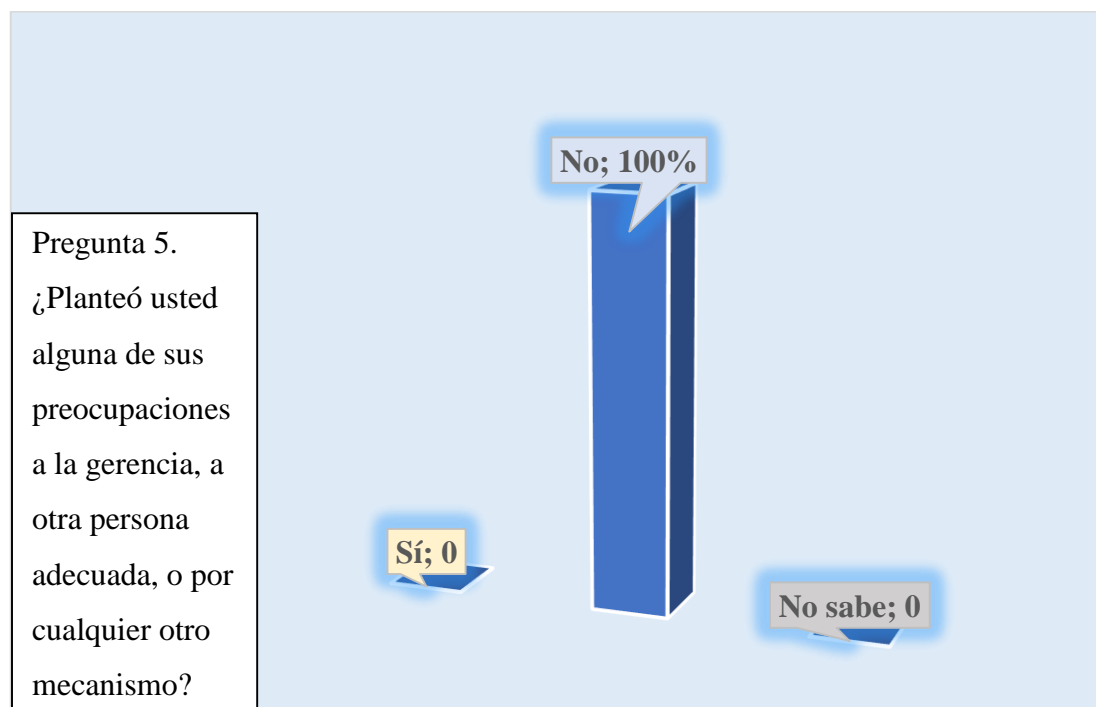 No; 100%
Pregunta 5.
¿Planteó usted
alguna de sus
preocupaciones
a la gerencia, a
otra persona
adecuada, o por
cualquier otro
mecanismo?
Sí; 0
No sabe; 0